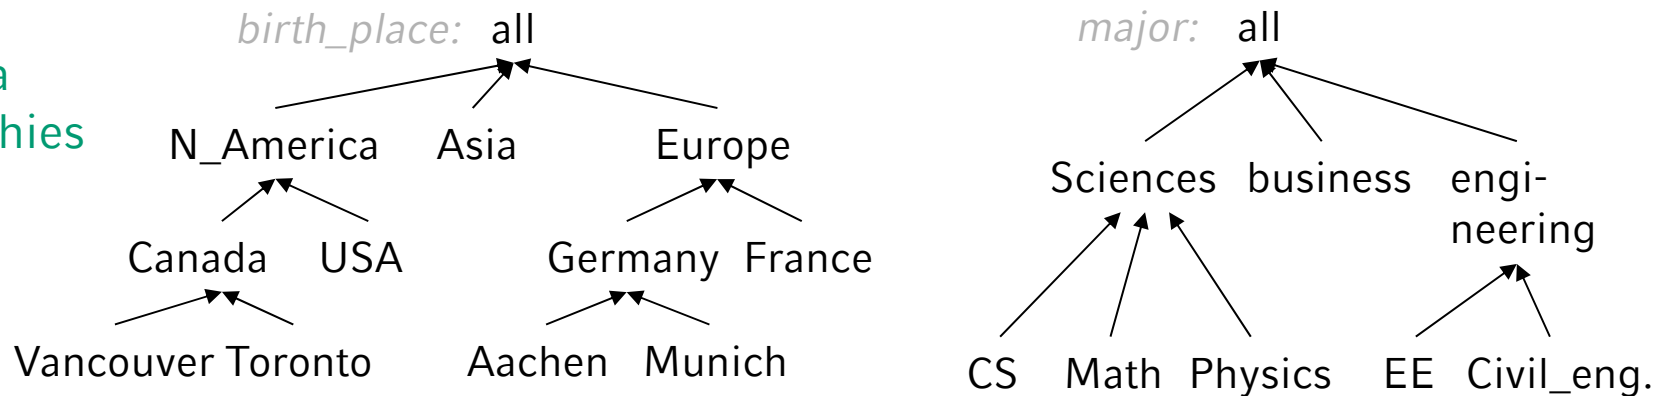 birth_place: all
major: all
a
hies
N_America Asia Europe
Sciences business engi-
neering
Canada USA Germany France
Vancouver Toronto Aachen Munich
CS Math Physics EE Civil_eng.